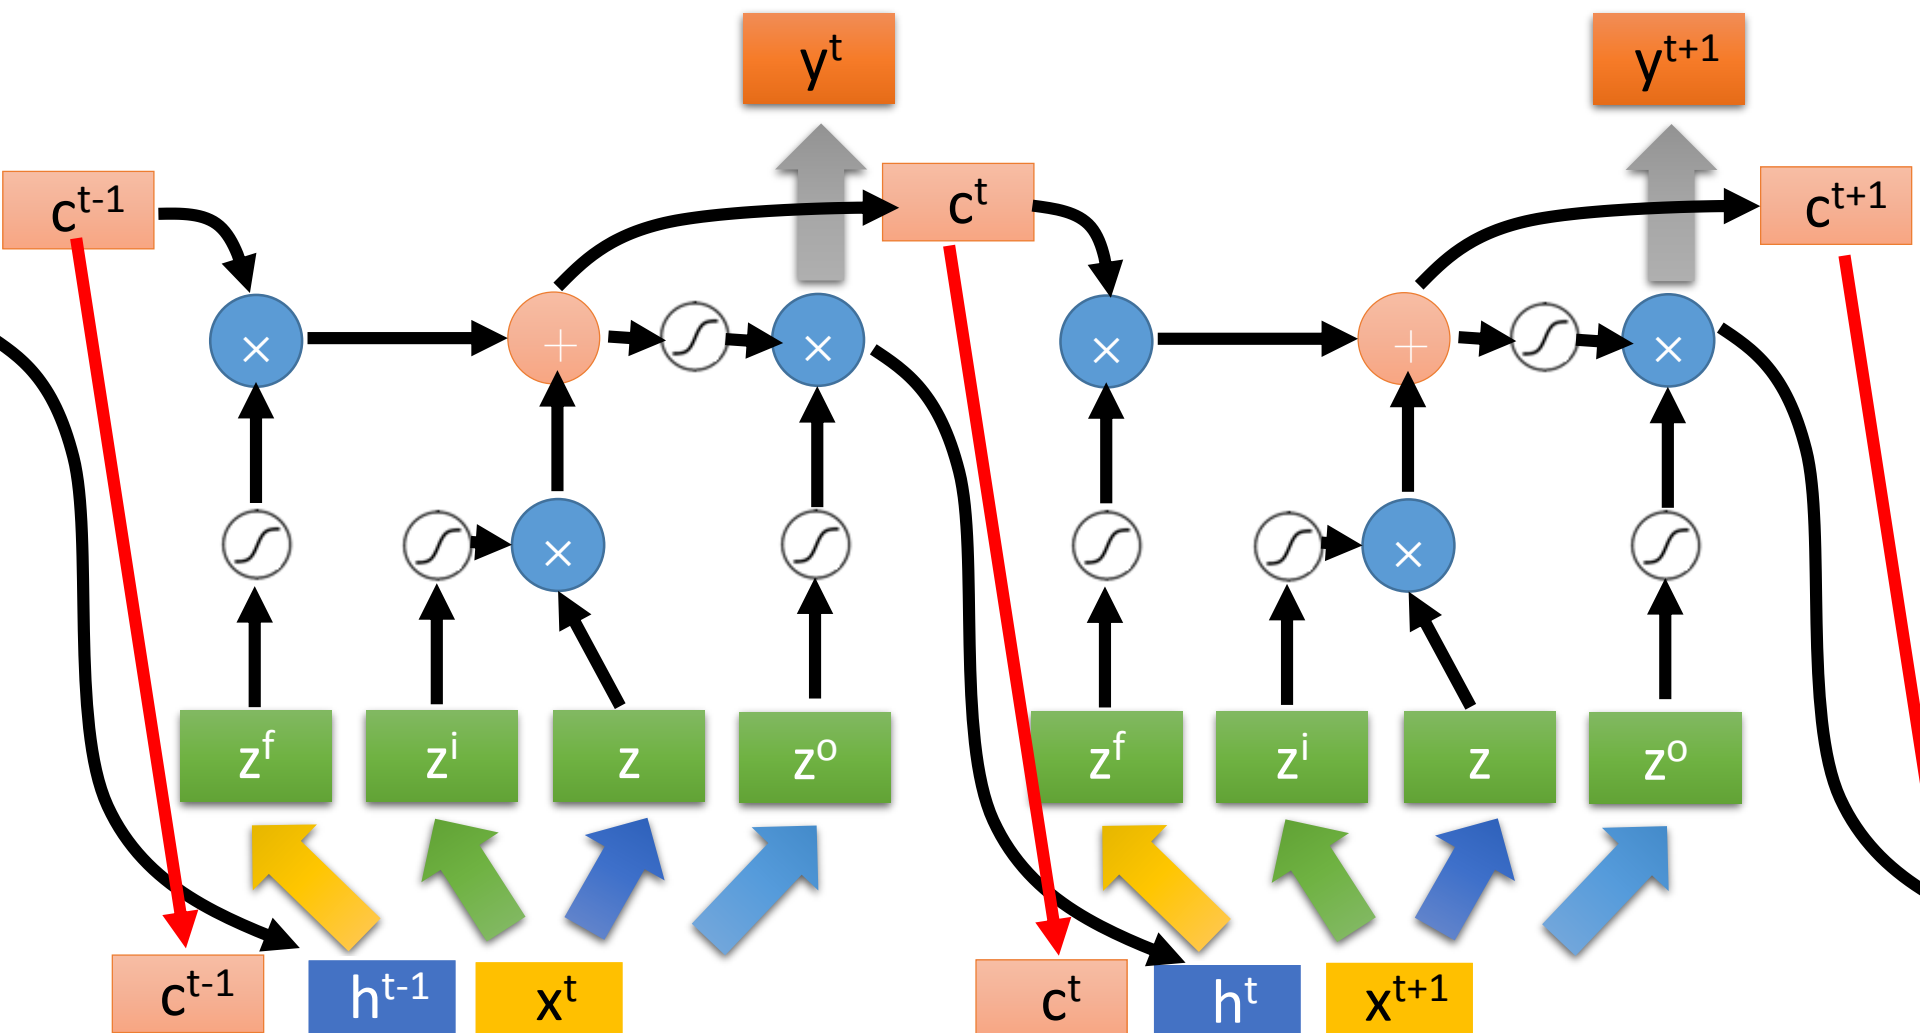 y^t y^{t+1}
c^{t-1} c^t c^{t+1}
× + × × + ×
× ×
z^f z^i z z^o z^f z^i z z^o
c^{t-1} h^{t-1} x^t c^t h^t x^{t+1}